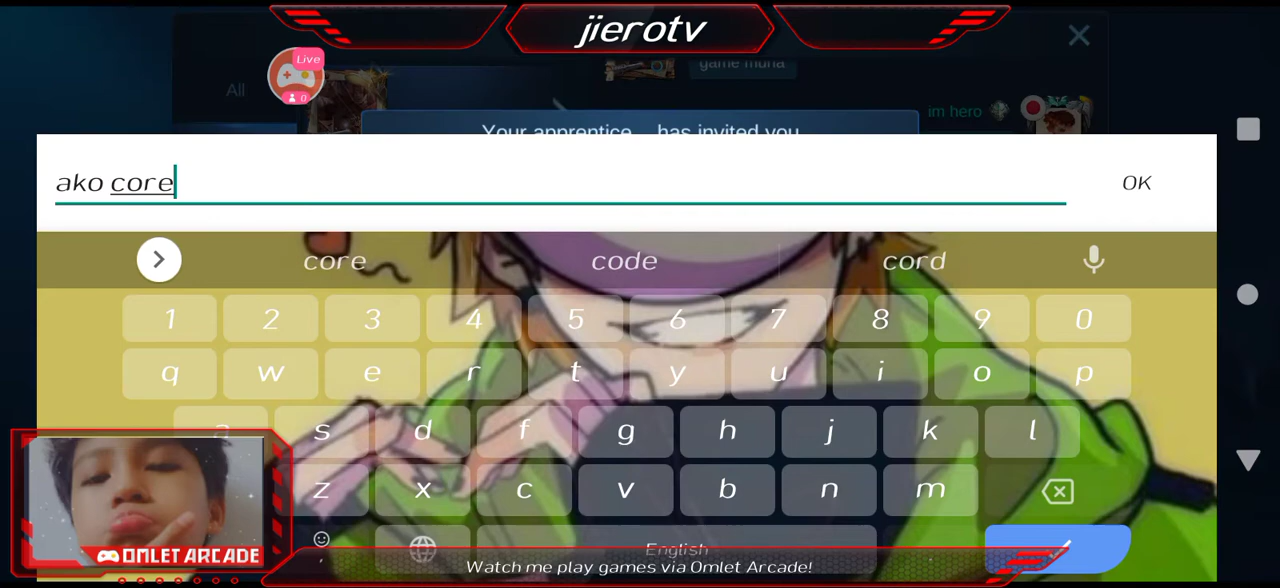 jierotv
Live
0
All
game muna
im hero
Your apprentice has invited you
ako core
OK
core code cord
1 2 3 4 5 6 7 8 9 0
q w e r t y u i o p
a s d f g h j k l
z x c v b n m
,
English
OMLET ARCADE
Watch me play games via Omlet Arcade!